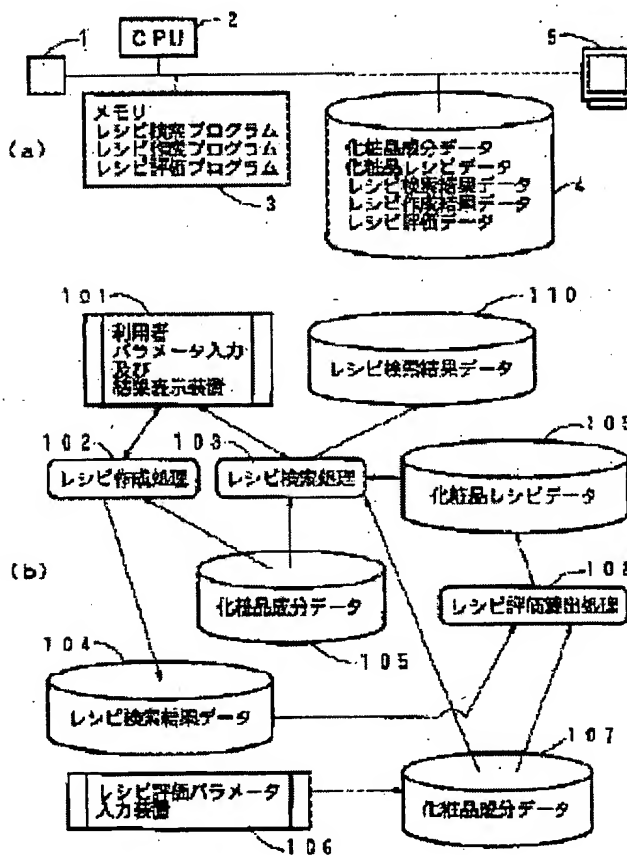 1
CPU
2
5
(a)
メモリ
レシピ検索プログラム
レシピ検索プログラム
レシピ評価プログラム
3
化粧品成分データ
化粧品レシピデータ
レシピ検索結果データ
レシピ作成結果データ
レシピ評価データ
4
101
利用者
パラメータ入力
及び
結果表示装置
110
レシピ検索結果データ
102
レシピ作成処理
103
レシピ検索処理
化粧品レシピデータ
(b)
化粧品成分データ
105
レシピ評価算出処理
104
レシピ検索結果データ
107
化粧品成分データ
レシピ評価パラメータ
入力装置
106